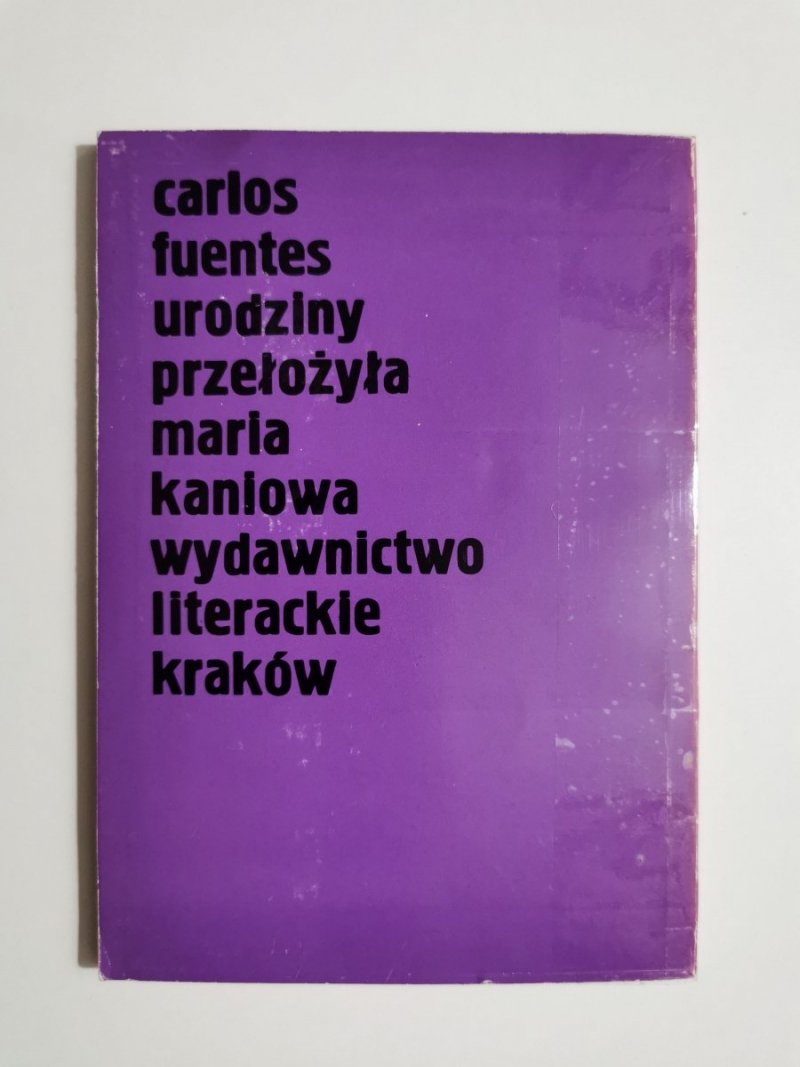 carlos
fuentes
urodziny
przełożyła
maria
kaniowa
wydawnictwo
literackie
kraków